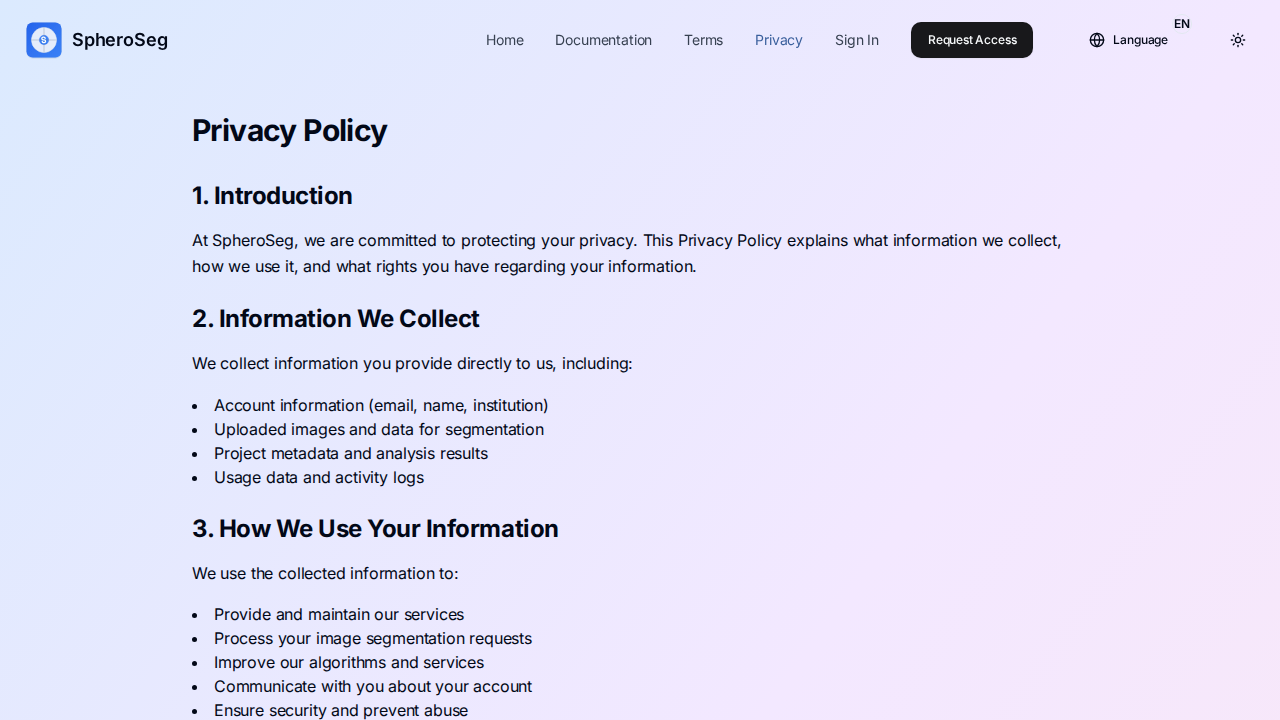 S
SpheroSeg
Home
Documentation
Terms
Privacy
Sign In
Request Access
Language
EN
Privacy Policy
1. Introduction
At SpheroSeg, we are committed to protecting your privacy. This Privacy Policy explains what information we collect,
how we use it, and what rights you have regarding your information.
2. Information We Collect
We collect information you provide directly to us, including:
• Account information (email, name, institution)
• Uploaded images and data for segmentation
• Project metadata and analysis results
• Usage data and activity logs
3. How We Use Your Information
We use the collected information to:
• Provide and maintain our services
• Process your image segmentation requests
• Improve our algorithms and services
• Communicate with you about your account
• Ensure security and prevent abuse